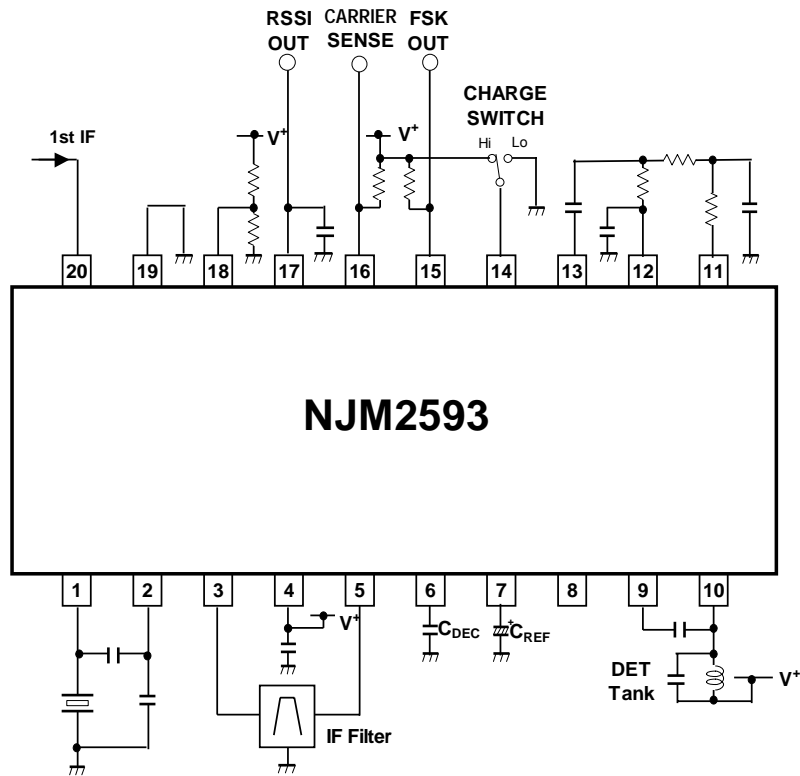 RSSI OUT
CARRIER SENSE
FSK OUT
CHARGE SWITCH
Hi Lo
1st IF
V+
V+
20 19 18 17 16 15 14 13 12 11
NJM2593
1 2 3 4 5 6 7 8 9 10
V+
CDEC
+
CREF
DET Tank
V+
IF Filter